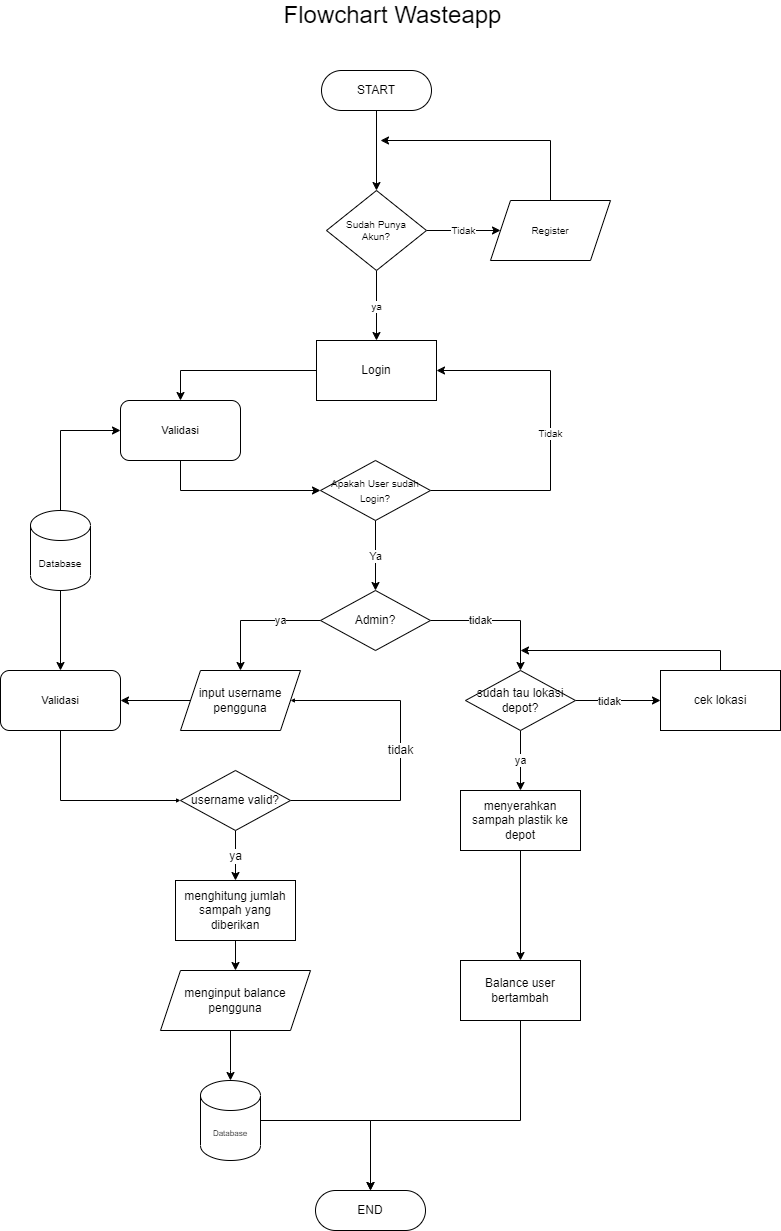 Flowchart Wasteapp
START
Sudah Punya
Akun?
Tidak
Register
ya
Login
Validasi
Tidak
Apakah User sudah
Login?
Database
Ya
Admin?
ya
tidak
Validasi
input username
pengguna
sudah tau lokasi
depot?
tidak
cek lokasi
tidak
ya
username valid?
menyerahkan
sampah plastik ke
depot
ya
menghitung jumlah
sampah yang
diberikan
menginput balance
pengguna
Balance user
bertambah
Database
END